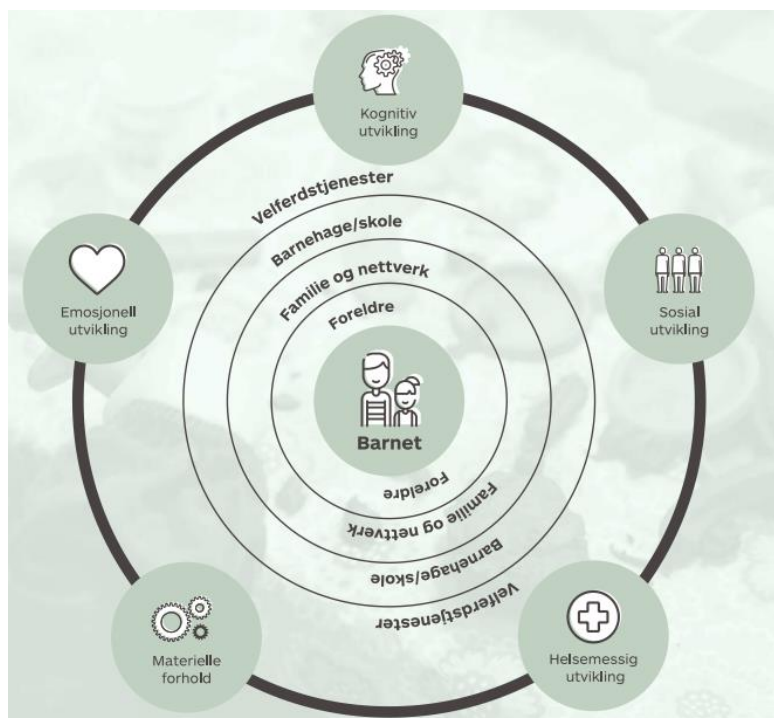 Kognitiv
utvikling
Velferdstjenester
Barnehage/skole
Familie og nettverk
Foreldre
Emosjonell
utvikling
Sosial
utvikling
Barnet
Foreldre
Familie og nettverk
Barnehage/skole
Velferdstjenester
Materielle
forhold
Helsemessig
utvikling